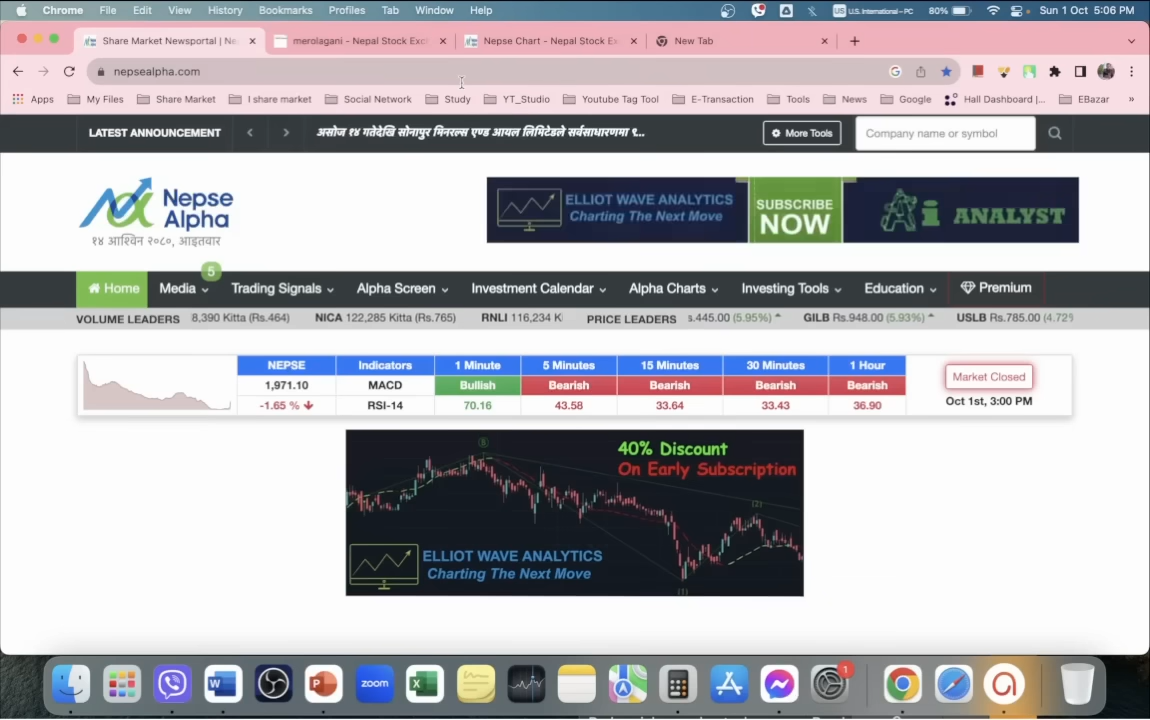 Chrome File Edit View History Bookmarks Profiles Tab Window Help U.S. International – PC 80% Sun 1 Oct 5:06 PM
Share Market Newsportal | Ne merolagani - Nepal Stock Exc Nepse Chart - Nepal Stock Ex New Tab
nepsealpha.com
Apps My Files Share Market I share market Social Network Study YT_Studio Youtube Tag Tool E-Transaction Tools News Google Hall Dashboard |... EBazar »
LATEST ANNOUNCEMENT असोज १४ गतेदेखि सोनापुर मिनरल्स एण्ड आयल लिमिटेडले सर्वसाधारणमा ९... More Tools Company name or symbol
Nepse
Alpha
१४ आश्विन २०८०, आइतवार
ELLIOT WAVE ANALYTICS
Charting The Next Move
SUBSCRIBE
NOW
Ai ANALYST
5
Home Media Trading Signals Alpha Screen Investment Calendar Alpha Charts Investing Tools Education Premium
VOLUME LEADERS 8,390 Kitta (Rs.464) NICA 122,285 Kitta (Rs.765) RNLI 116,234 K PRICE LEADERS s.445.00 (5.95%) GILB Rs.948.00 (5.93%) USLB Rs.785.00 (4.72%
NEPSE Indicators 1 Minute 5 Minutes 15 Minutes 30 Minutes 1 Hour
1,971.10 MACD Bullish Bearish Bearish Bearish Bearish
-1.65 % RSI-14 70.16 43.58 33.64 33.43 36.90
Market Closed
Oct 1st, 3:00 PM
40% Discount
On Early Subscription
(2)
ELLIOT WAVE ANALYTICS
Charting The Next Move
(1)
W P zoom X 1